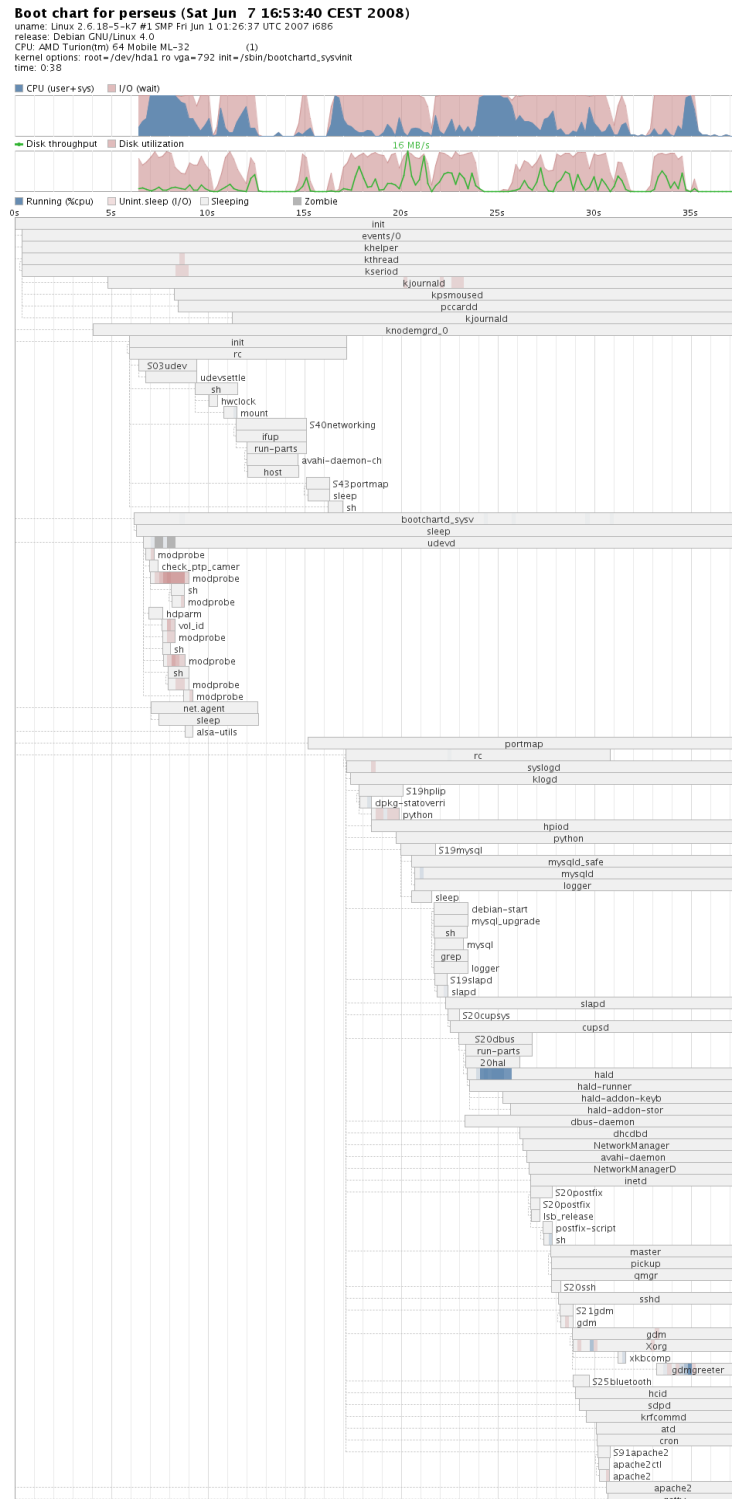 Boot chart for perseus (Sat Jun  7 16:53:40 CEST 2008)
uname: Linux 2.6.18-5-k7 #1 SMP Fri Jun 1 01:26:37 UTC 2007 i686
release: Debian GNU/Linux 4.0
CPU: AMD Turion(tm) 64 Mobile ML-32 (1)
kernel options: root=/dev/hda1 ro vga=792 init=/sbin/bootchartd_sysvinit
time: 0:38
CPU (user+sys) I/O (wait)
Disk throughput Disk utilization 16 MB/s
Running (%cpu) Unint.sleep (I/O) Sleeping Zombie
0s 5s 10s 15s 20s 25s 30s 35s
init
events/0
khelper
kthread
kseriod
kjournald
kpsmoused
pccardd
kjournald
knodemgrd_0
init
rc
S03udev
udevsettle
sh
hwclock
mount
S40networking
ifup
run-parts
avahi-daemon-ch
host
S43portmap
sleep
sh
bootchartd_sysv
sleep
udevd
modprobe
check_ptp_camer
modprobe
sh
modprobe
hdparm
vol_id
modprobe
sh
modprobe
sh
modprobe
modprobe
net.agent
sleep
alsa-utils
portmap
rc
syslogd
klogd
S19hplip
dpkg-statoverri
python
hpiod
python
S19mysql
mysqld_safe
mysqld
logger
sleep
debian-start
mysql_upgrade
sh
mysql
grep
logger
S19slapd
slapd
slapd
S20cupsys
cupsd
S20dbus
run-parts
20hal
hald
hald-runner
hald-addon-keyb
hald-addon-stor
dbus-daemon
dhcdbd
NetworkManager
avahi-daemon
NetworkManagerD
inetd
S20postfix
S20postfix
lsb_release
postfix-script
sh
master
pickup
qmgr
S20ssh
sshd
S21gdm
gdm
gdm
Xorg
xkbcomp
gdmgreeter
S25bluetooth
hcid
sdpd
krfcommd
atd
cron
S91apache2
apache2ctl
apache2
apache2